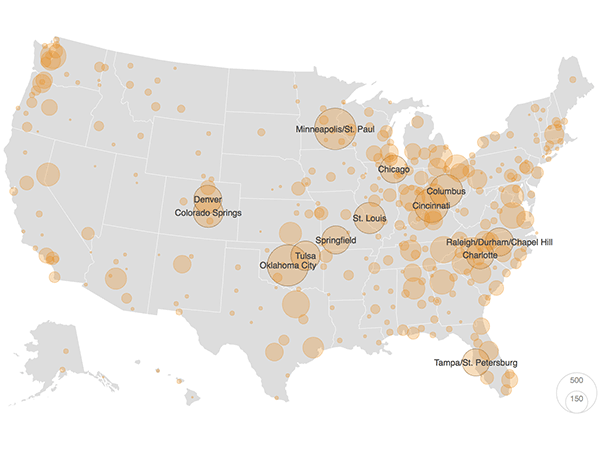 Minneapolis/St. Paul
Chicago
Denver
Columbus
Colorado Springs
Cincinnati
St. Louis
Springfield
Raleigh/Durham/Chapel Hill
Tulsa
Charlotte
Oklahoma City
Tampa/St. Petersburg
500
150